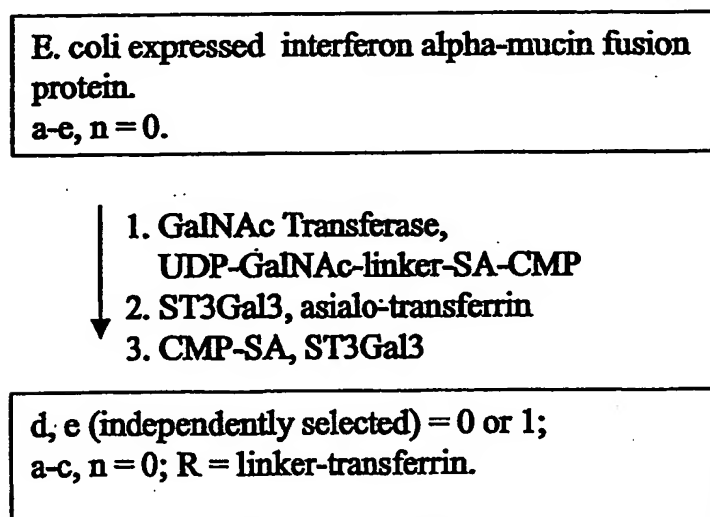 E. coli expressed interferon alpha-mucin fusion
protein.
a-e, n = 0.
1. GalNAc Transferase,
UDP-GalNAc-linker-SA-CMP
2. ST3Gal3, asialo-transferrin
3. CMP-SA, ST3Gal3
d, e (independently selected) = 0 or 1;
a-c, n = 0; R = linker-transferrin.